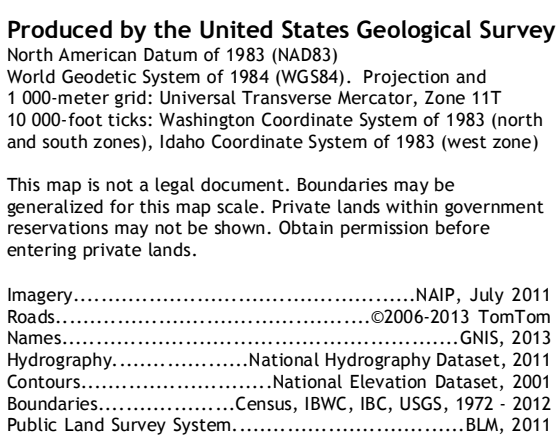 Produced by the United States Geological Survey
North American Datum of 1983 (NAD83)
World Geodetic System of 1984 (WGS84).  Projection and
1 000-meter grid: Universal Transverse Mercator, Zone 11T
10 000-foot ticks: Washington Coordinate System of 1983 (north
and south zones), Idaho Coordinate System of 1983 (west zone)
This map is not a legal document. Boundaries may be
generalized for this map scale. Private lands within government
reservations may not be shown. Obtain permission before
entering private lands.
Imagery....................................................NAIP, July 2011
Roads................................................©2006-2013 TomTom
Names............................................................GNIS, 2013
Hydrography.....................National Hydrography Dataset, 2011
Contours.............................National Elevation Dataset, 2001
Boundaries.....................Census, IBWC, IBC, USGS, 1972 - 2012
Public Land Survey System...................................BLM, 2011